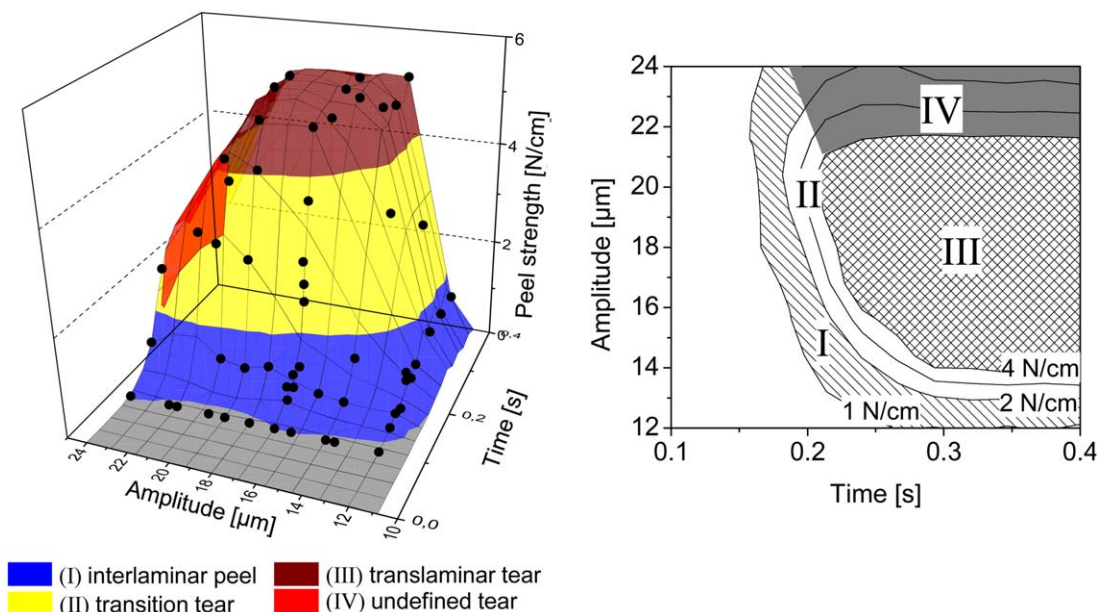 6
4
2
0
Peel strength [N/cm]
0.4
0,2
0,0
Time [s]
24
22
20
18
16
14
12
10
Amplitude [µm]
(I) interlaminar peel
(II) transition tear
(III) translaminar tear
(IV) undefined tear
24
22
20
18
16
14
12
Amplitude [µm]
IV
II
III
I
4 N/cm
2 N/cm
1 N/cm
0.1
0.2
0.3
0.4
Time [s]